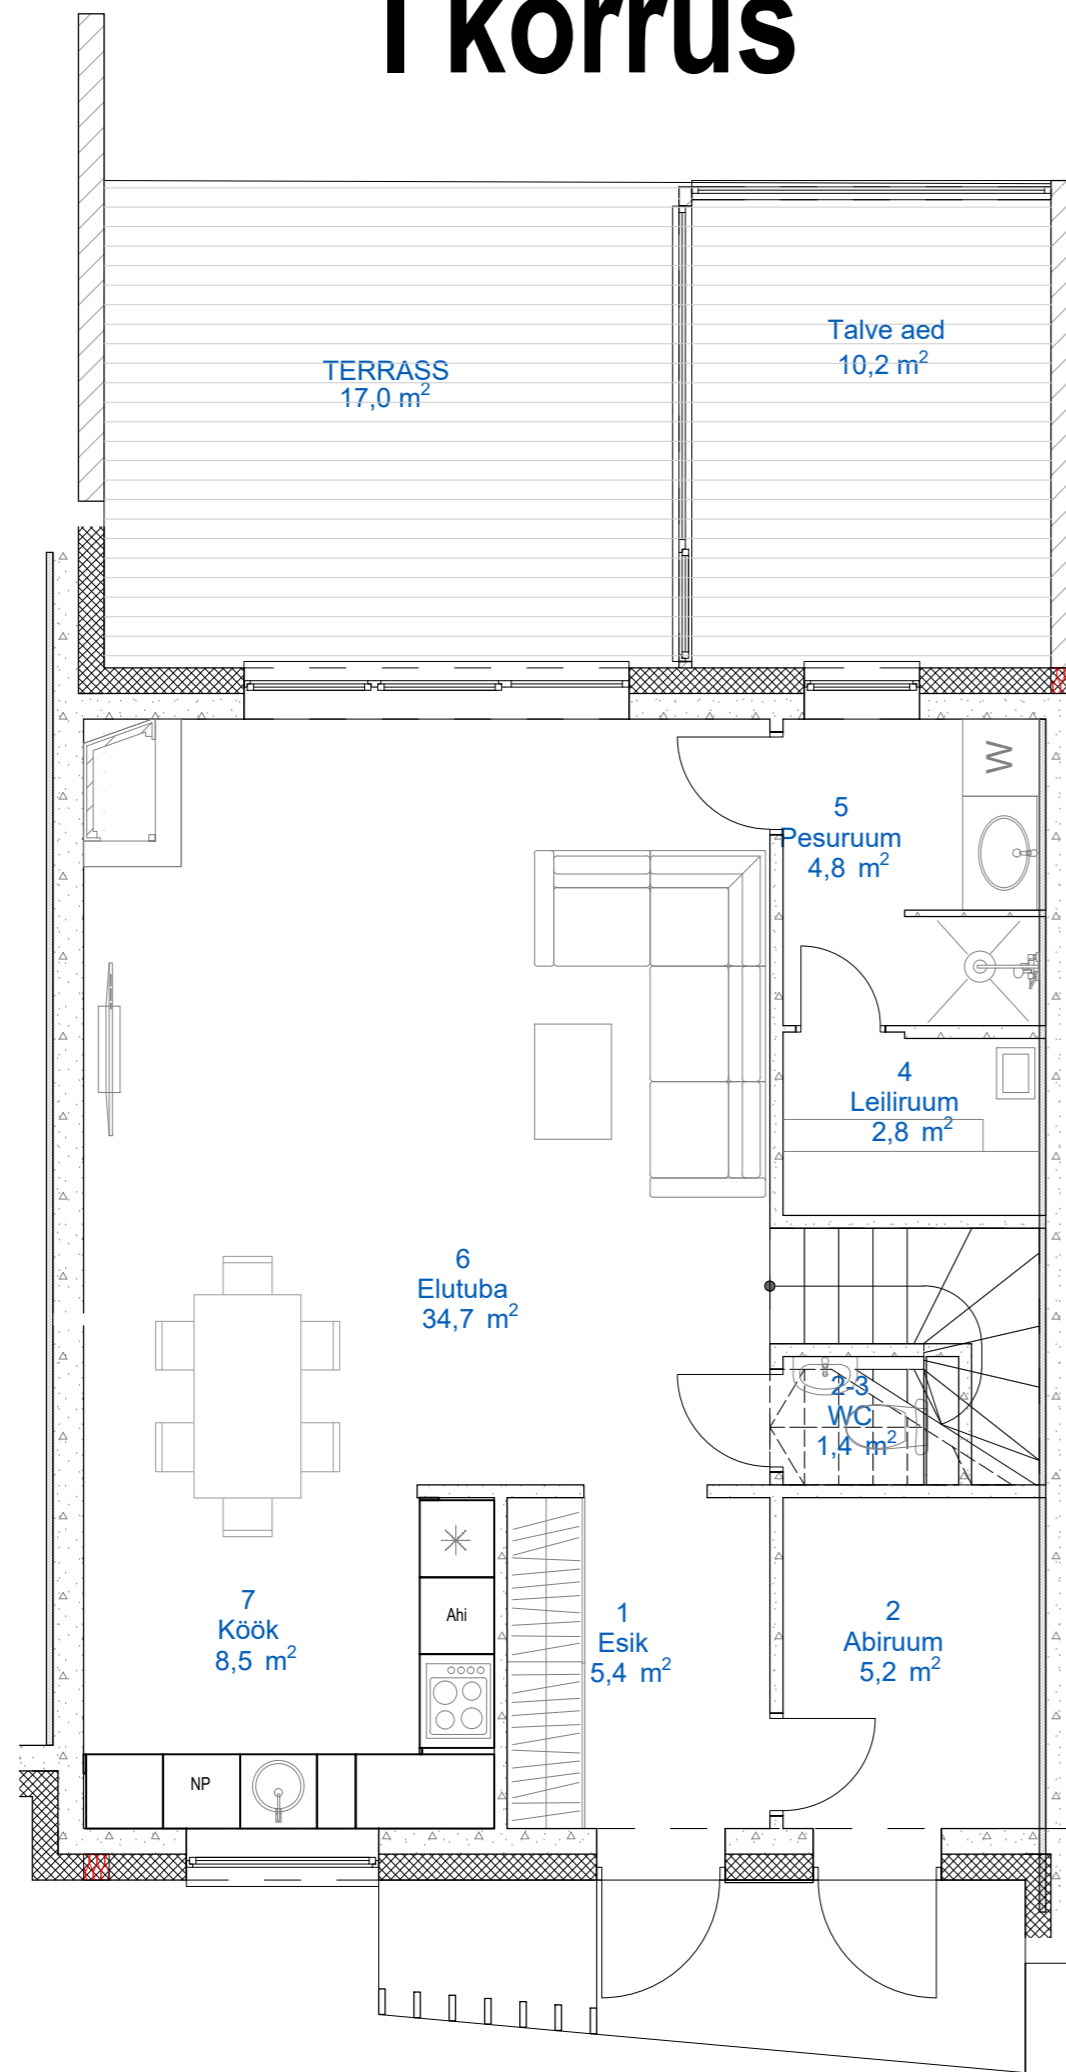 I korrus
TERRASS
17,0 m²
Talve aed
10,2 m²
W
5
Pesuruum
4,8 m²
4
Leiliruum
2,8 m²
6
Elutuba
34,7 m²
2-3
WC
1,4 m²
7
Köök
8,5 m²
Ahi
1
Esik
5,4 m²
2
Abiruum
5,2 m²
NP